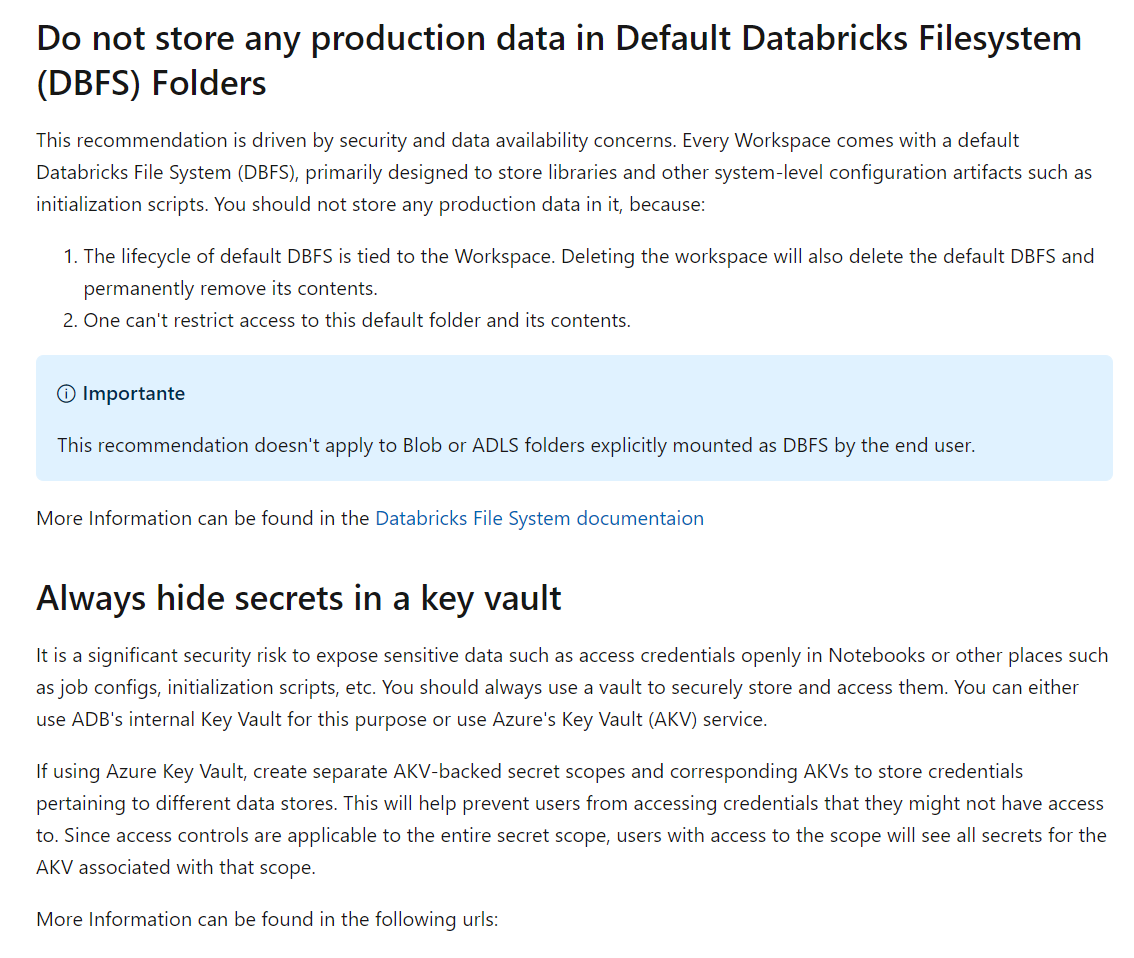 Do not store any production data in Default Databricks Filesystem
(DBFS) Folders
This recommendation is driven by security and data availability concerns. Every Workspace comes with a default
Databricks File System (DBFS), primarily designed to store libraries and other system-level configuration artifacts such as
initialization scripts. You should not store any production data in it, because:
1. The lifecycle of default DBFS is tied to the Workspace. Deleting the workspace will also delete the default DBFS and
permanently remove its contents.
2. One can't restrict access to this default folder and its contents.
Importante
This recommendation doesn't apply to Blob or ADLS folders explicitly mounted as DBFS by the end user.
More Information can be found in the Databricks File System documentaion
Always hide secrets in a key vault
It is a significant security risk to expose sensitive data such as access credentials openly in Notebooks or other places such
as job configs, initialization scripts, etc. You should always use a vault to securely store and access them. You can either
use ADB's internal Key Vault for this purpose or use Azure's Key Vault (AKV) service.
If using Azure Key Vault, create separate AKV-backed secret scopes and corresponding AKVs to store credentials
pertaining to different data stores. This will help prevent users from accessing credentials that they might not have access
to. Since access controls are applicable to the entire secret scope, users with access to the scope will see all secrets for the
AKV associated with that scope.
More Information can be found in the following urls: